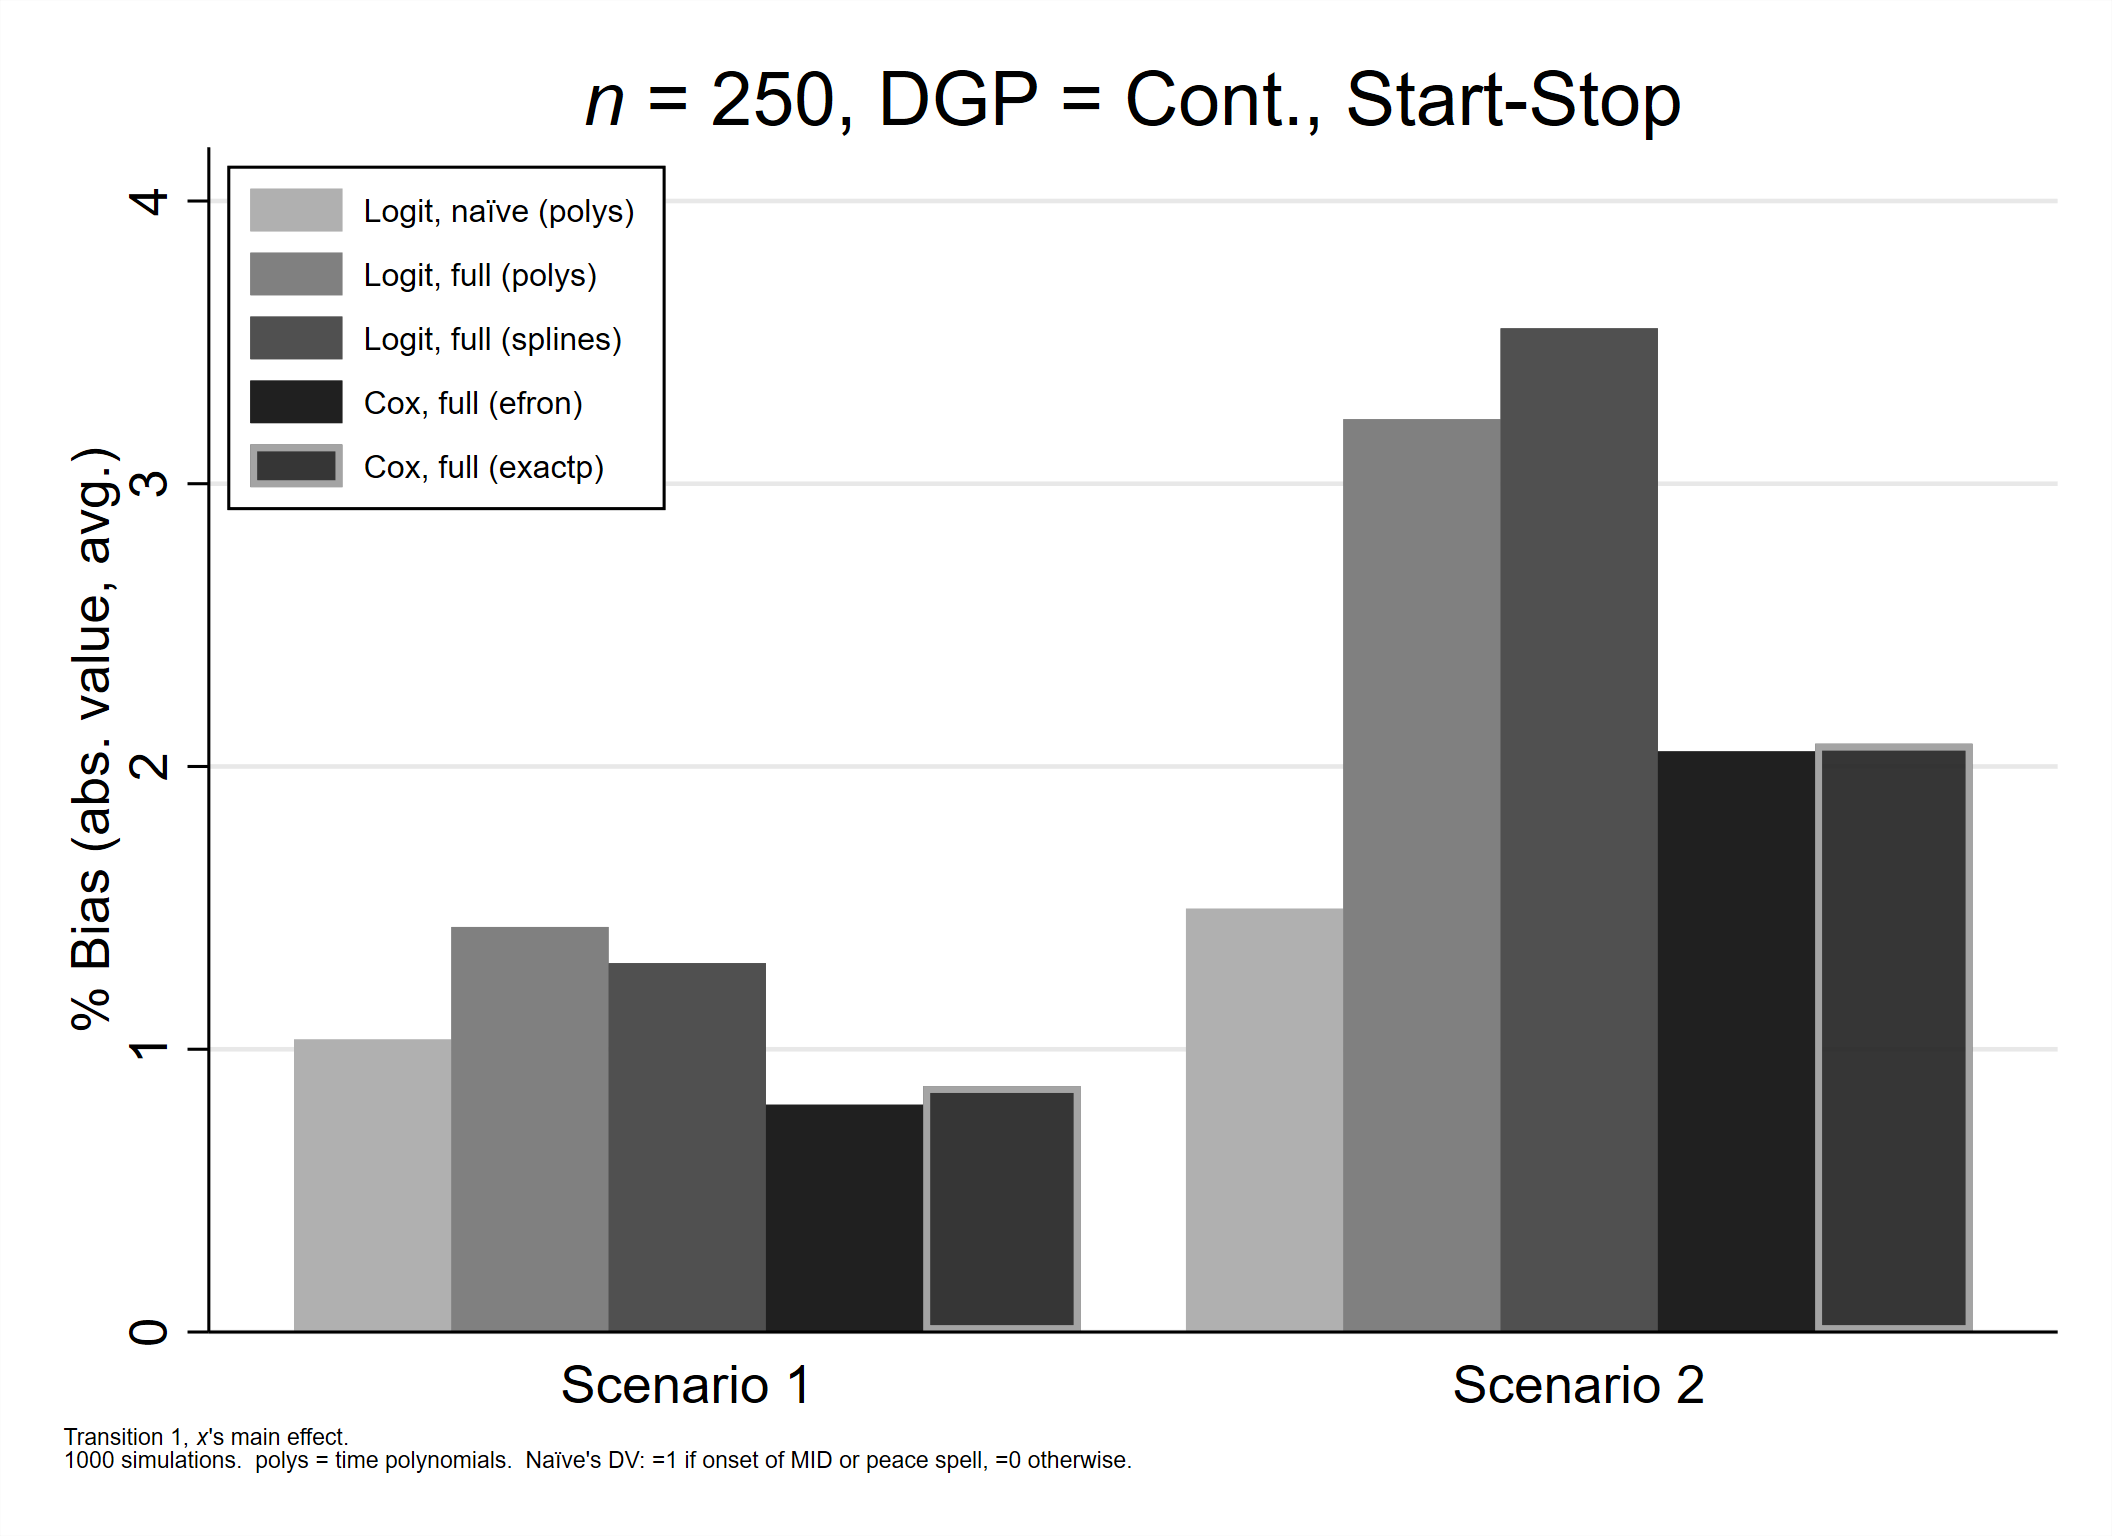 n = 250, DGP = Cont., Start-Stop
Logit, naïve (polys)
Logit, full (polys)
Logit, full (splines)
Cox, full (efron)
Cox, full (exactp)
% Bias (abs. value, avg.)
4
3
2
1
0
Scenario 1
Scenario 2
Transition 1, x's main effect.
1000 simulations.  polys = time polynomials.  Naïve's DV: =1 if onset of MID or peace spell, =0 otherwise.